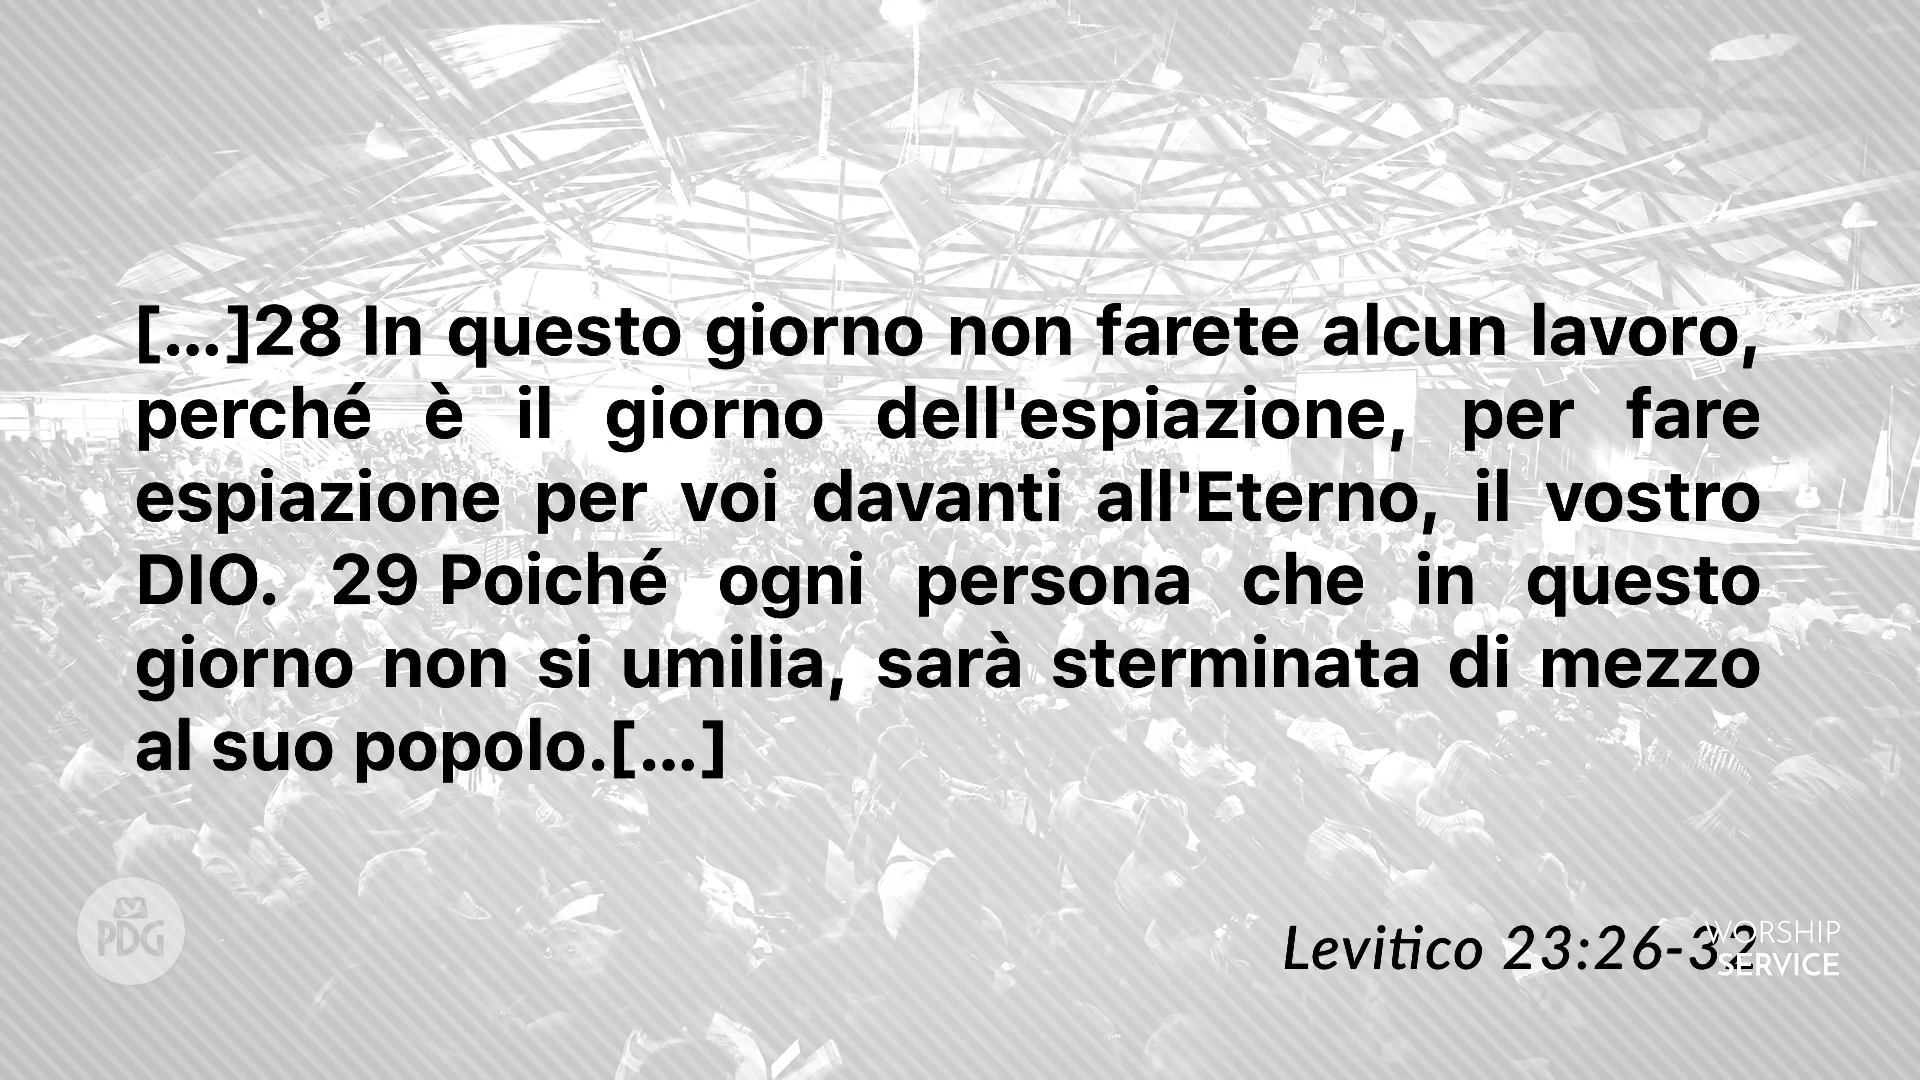 [...]28 In questo giorno non farete alcun lavoro,
perché è il giorno dell'espiazione, per fare
espiazione per voi davanti all'Eterno, il vostro
DIO. 29 Poiché ogni persona che in questo
giorno non si umilia, sarà sterminata di mezzo
al suo popolo.[...]
PDG
Levitico 23:26-32
WORSHIP
SERVICE